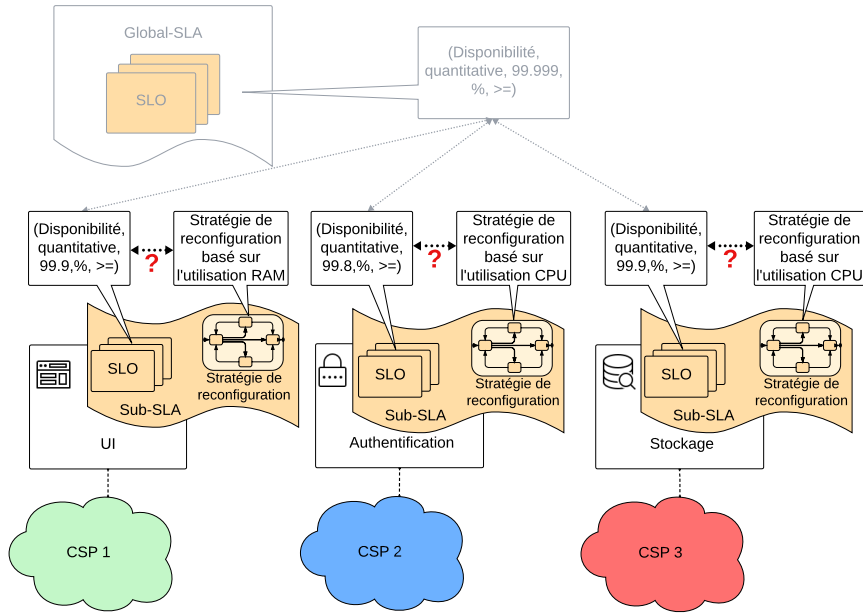 Global-SLA
SLO
(Disponibilité,
quantitative, 99.999,
%, >=)
(Disponibilité,
quantitative,
99.9,%, >=)
?
Stratégie de
reconfiguration
basé sur
l'utilisation RAM
(Disponibilité,
quantitative,
99.8,%, >=)
?
Stratégie de
reconfiguration
basé sur
l'utilisation CPU
(Disponibilité,
quantitative,
99.9,%, >=)
?
Stratégie de
reconfiguration
basé sur
l'utilisation CPU
SLO
Stratégie de
reconfiguration
Sub-SLA
UI
SLO
Stratégie de
reconfiguration
Sub-SLA
Authentification
SLO
Stratégie de
reconfiguration
Sub-SLA
Stockage
CSP 1
CSP 2
CSP 3